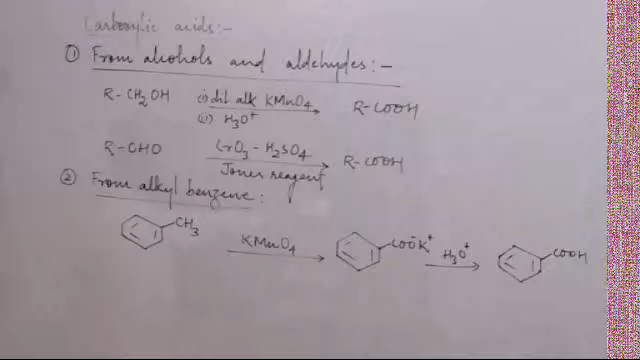 Carboxylic acids:-
① From alcohols and aldehydes:-
R-CH2OH (i) dil alk KMnO4 (ii) H3O+ R-COOH
R-CHO CrO3-H2SO4 Jones reagent R-COOH
② From alkyl benzene:
CH3 KMnO4 COO-K+ H3O+ COOH